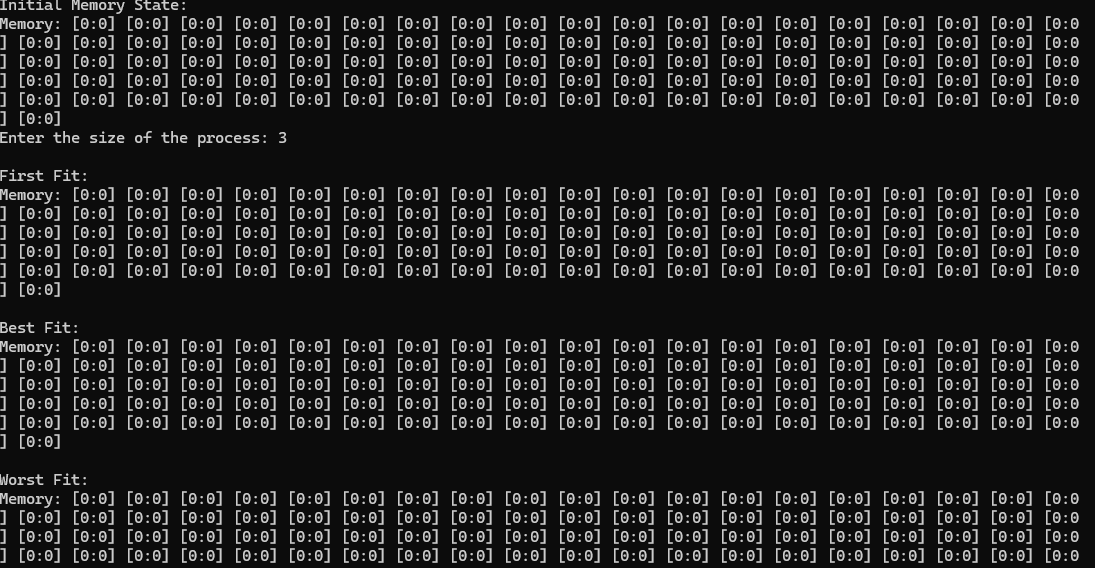 Initial Memory State:
Memory: [0:0] [0:0] [0:0] [0:0] [0:0] [0:0] [0:0] [0:0] [0:0] [0:0] [0:0] [0:0] [0:0] [0:0] [0:0] [0:0] [0:0] [0:0] [0:0
] [0:0] [0:0] [0:0] [0:0] [0:0] [0:0] [0:0] [0:0] [0:0] [0:0] [0:0] [0:0] [0:0] [0:0] [0:0] [0:0] [0:0] [0:0] [0:0] [0:0
] [0:0] [0:0] [0:0] [0:0] [0:0] [0:0] [0:0] [0:0] [0:0] [0:0] [0:0] [0:0] [0:0] [0:0] [0:0] [0:0] [0:0] [0:0] [0:0] [0:0
] [0:0] [0:0] [0:0] [0:0] [0:0] [0:0] [0:0] [0:0] [0:0] [0:0] [0:0] [0:0] [0:0] [0:0] [0:0] [0:0] [0:0] [0:0] [0:0] [0:0
] [0:0] [0:0] [0:0] [0:0] [0:0] [0:0] [0:0] [0:0] [0:0] [0:0] [0:0] [0:0] [0:0] [0:0] [0:0] [0:0] [0:0] [0:0] [0:0] [0:0
] [0:0]
Enter the size of the process: 3
First Fit:
Memory: [0:0] [0:0] [0:0] [0:0] [0:0] [0:0] [0:0] [0:0] [0:0] [0:0] [0:0] [0:0] [0:0] [0:0] [0:0] [0:0] [0:0] [0:0] [0:0
] [0:0] [0:0] [0:0] [0:0] [0:0] [0:0] [0:0] [0:0] [0:0] [0:0] [0:0] [0:0] [0:0] [0:0] [0:0] [0:0] [0:0] [0:0] [0:0] [0:0
] [0:0] [0:0] [0:0] [0:0] [0:0] [0:0] [0:0] [0:0] [0:0] [0:0] [0:0] [0:0] [0:0] [0:0] [0:0] [0:0] [0:0] [0:0] [0:0] [0:0
] [0:0] [0:0] [0:0] [0:0] [0:0] [0:0] [0:0] [0:0] [0:0] [0:0] [0:0] [0:0] [0:0] [0:0] [0:0] [0:0] [0:0] [0:0] [0:0] [0:0
] [0:0] [0:0] [0:0] [0:0] [0:0] [0:0] [0:0] [0:0] [0:0] [0:0] [0:0] [0:0] [0:0] [0:0] [0:0] [0:0] [0:0] [0:0] [0:0] [0:0
] [0:0]
Best Fit:
Memory: [0:0] [0:0] [0:0] [0:0] [0:0] [0:0] [0:0] [0:0] [0:0] [0:0] [0:0] [0:0] [0:0] [0:0] [0:0] [0:0] [0:0] [0:0] [0:0
] [0:0] [0:0] [0:0] [0:0] [0:0] [0:0] [0:0] [0:0] [0:0] [0:0] [0:0] [0:0] [0:0] [0:0] [0:0] [0:0] [0:0] [0:0] [0:0] [0:0
] [0:0] [0:0] [0:0] [0:0] [0:0] [0:0] [0:0] [0:0] [0:0] [0:0] [0:0] [0:0] [0:0] [0:0] [0:0] [0:0] [0:0] [0:0] [0:0] [0:0
] [0:0] [0:0] [0:0] [0:0] [0:0] [0:0] [0:0] [0:0] [0:0] [0:0] [0:0] [0:0] [0:0] [0:0] [0:0] [0:0] [0:0] [0:0] [0:0] [0:0
] [0:0] [0:0] [0:0] [0:0] [0:0] [0:0] [0:0] [0:0] [0:0] [0:0] [0:0] [0:0] [0:0] [0:0] [0:0] [0:0] [0:0] [0:0] [0:0] [0:0
] [0:0]
Worst Fit:
Memory: [0:0] [0:0] [0:0] [0:0] [0:0] [0:0] [0:0] [0:0] [0:0] [0:0] [0:0] [0:0] [0:0] [0:0] [0:0] [0:0] [0:0] [0:0] [0:0
] [0:0] [0:0] [0:0] [0:0] [0:0] [0:0] [0:0] [0:0] [0:0] [0:0] [0:0] [0:0] [0:0] [0:0] [0:0] [0:0] [0:0] [0:0] [0:0] [0:0
] [0:0] [0:0] [0:0] [0:0] [0:0] [0:0] [0:0] [0:0] [0:0] [0:0] [0:0] [0:0] [0:0] [0:0] [0:0] [0:0] [0:0] [0:0] [0:0] [0:0
] [0:0] [0:0] [0:0] [0:0] [0:0] [0:0] [0:0] [0:0] [0:0] [0:0] [0:0] [0:0] [0:0] [0:0] [0:0] [0:0] [0:0] [0:0] [0:0] [0:0